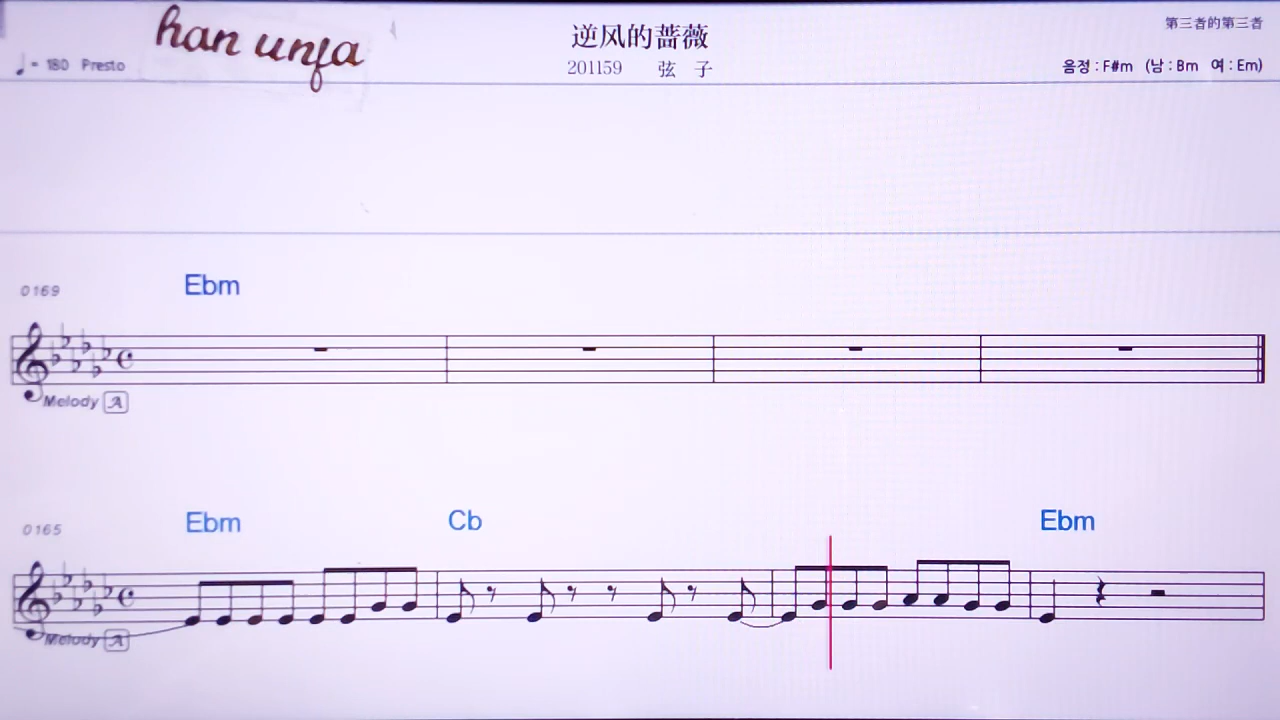 han unfa
逆风的蔷薇
第三者的第三者
♩= 180 Presto
201159 弦 子
음정 : F#m (남 : Bm 여 : Em)
0169
Ebm
Melody A
0165
Ebm Cb Ebm
Melody A